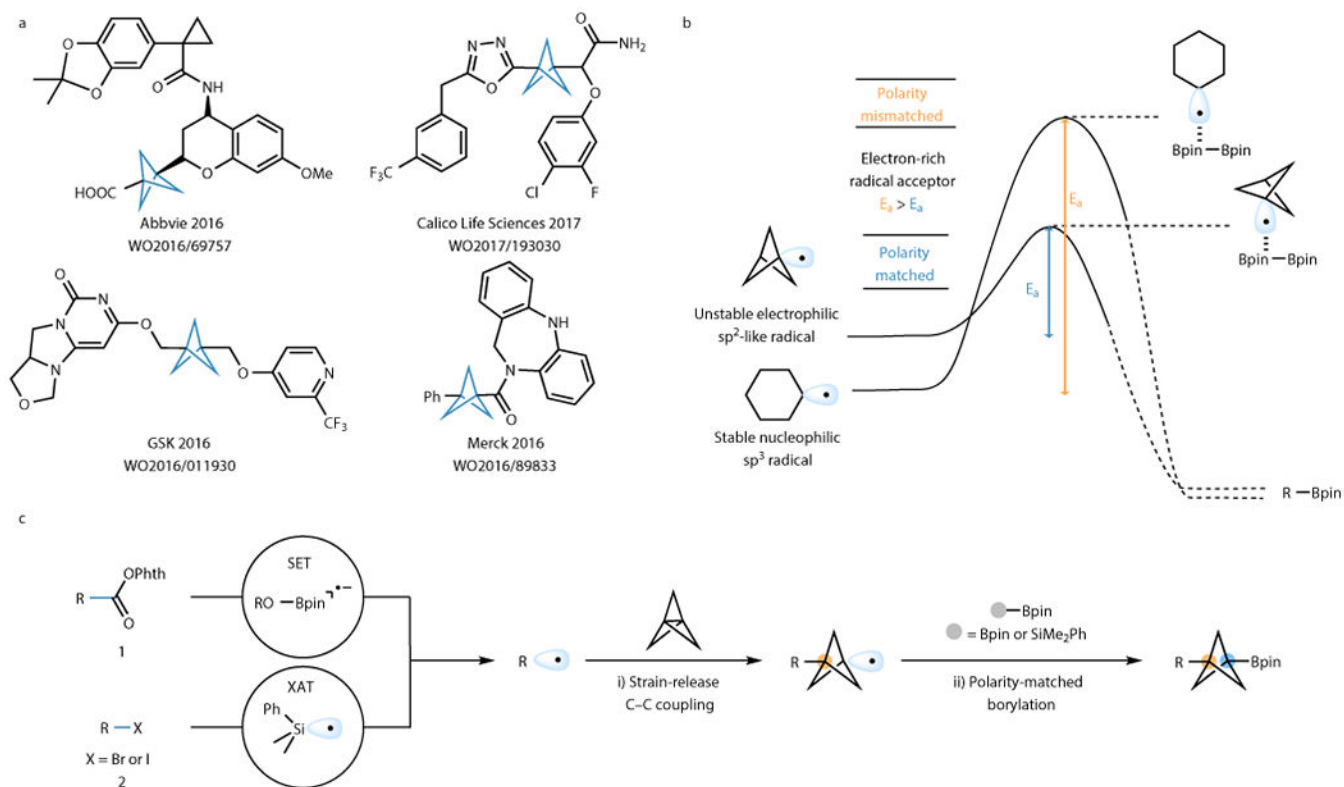 a
O
O
O
N
H
O
OMe
HOOC
Abbvie 2016
WO2016/69757
N
N
O
O
NH₂
O
F₃C
Cl
F
Calico Life Sciences 2017
WO2017/193030
O
N
N
N
O
O
O
N
CF₃
GSK 2016
WO2016/011930
NH
N
Ph
O
Merck 2016
WO2016/89833
b
Polarity
mismatched
Electron-rich
radical acceptor
Eₐ > Eₐ
Polarity
matched
Unstable electrophilic
sp²-like radical
Stable nucleophilic
sp³ radical
Eₐ
Eₐ
Bpin—Bpin
Bpin—Bpin
R—Bpin
c
R
OPhth
O
1
SET
RO—Bpin •−
R—X
X = Br or I
2
XAT
Ph
Si
R
i) Strain-release
C–C coupling
R
Bpin
= Bpin or SiMe₂Ph
ii) Polarity-matched
borylation
R
Bpin